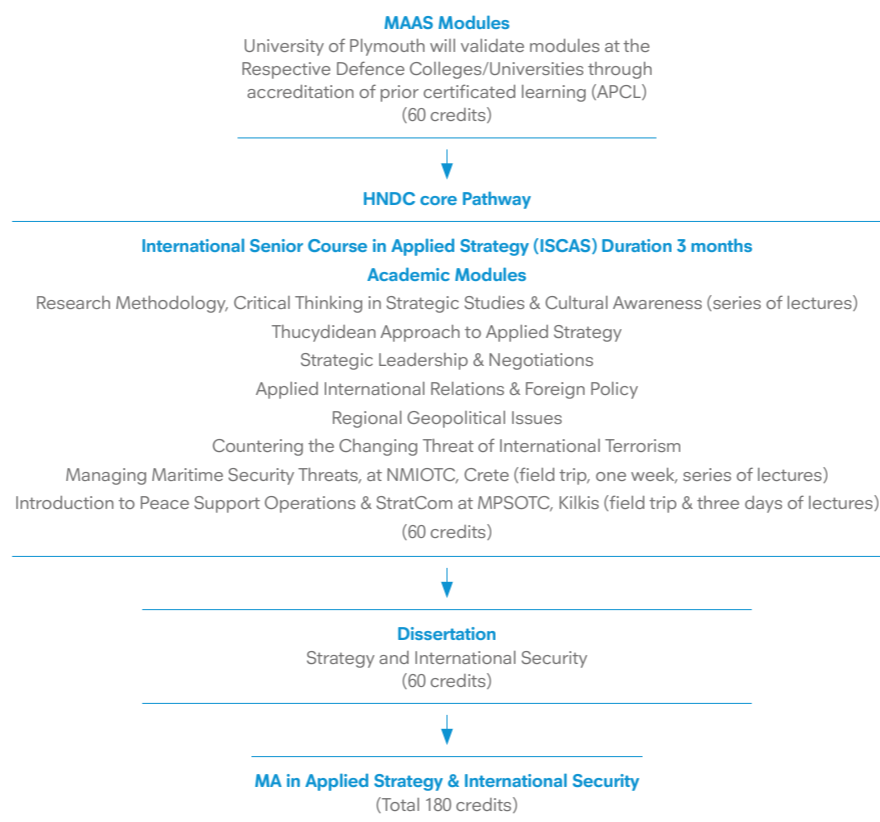 MAAS Modules
University of Plymouth will validate modules at the
Respective Defence Colleges/Universities through
accreditation of prior certificated learning (APCL)
(60 credits)
HNDC core Pathway
International Senior Course in Applied Strategy (ISCAS) Duration 3 months
Academic Modules
Research Methodology, Critical Thinking in Strategic Studies & Cultural Awareness (series of lectures)
Thucydidean Approach to Applied Strategy
Strategic Leadership & Negotiations
Applied International Relations & Foreign Policy
Regional Geopolitical Issues
Countering the Changing Threat of International Terrorism
Managing Maritime Security Threats, at NMIOTC, Crete (field trip, one week, series of lectures)
Introduction to Peace Support Operations & StratCom at MPSOTC, Kilkis (field trip & three days of lectures)
(60 credits)
Dissertation
Strategy and International Security
(60 credits)
MA in Applied Strategy & International Security
(Total 180 credits)